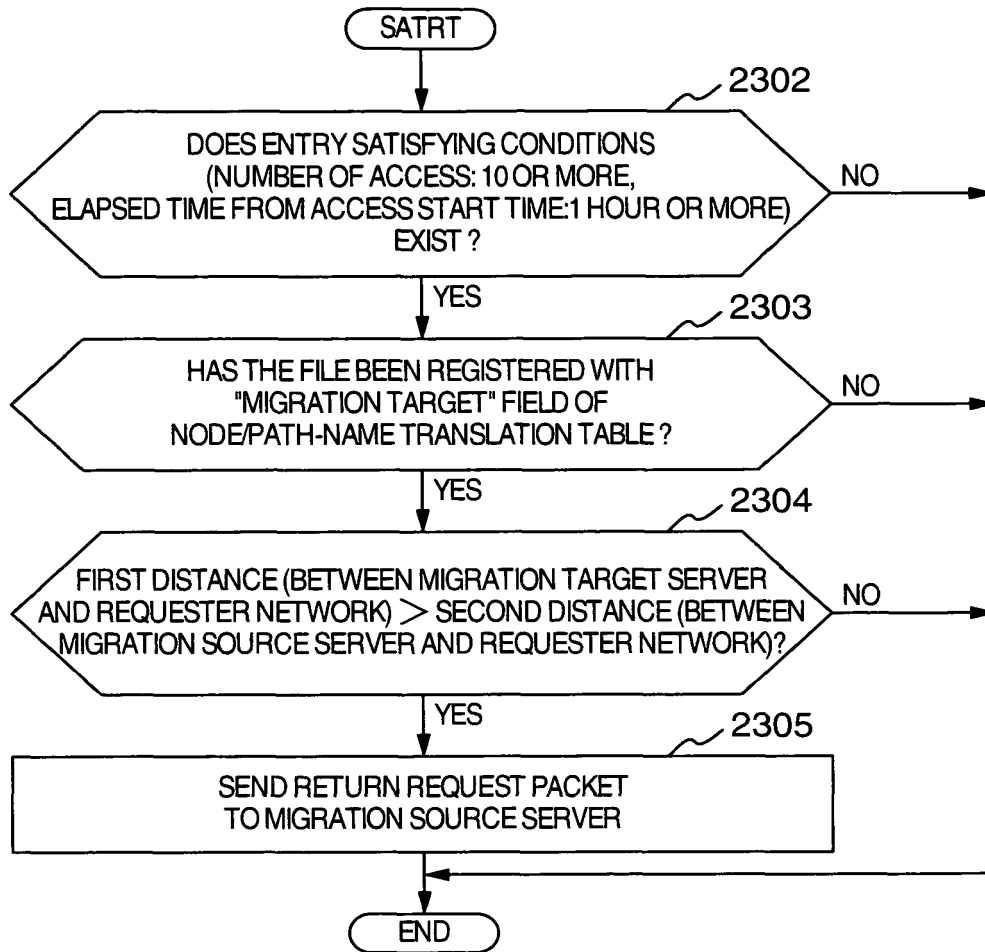 SATRT
2302
DOES ENTRY SATISFYING CONDITIONS
(NUMBER OF ACCESS: 10 OR MORE,
ELAPSED TIME FROM ACCESS START TIME:1 HOUR OR MORE)
EXIST ?
NO
YES
2303
HAS THE FILE BEEN REGISTERED WITH
"MIGRATION TARGET" FIELD OF
NODE/PATH-NAME TRANSLATION TABLE ?
NO
YES
2304
FIRST DISTANCE (BETWEEN MIGRATION TARGET SERVER
AND REQUESTER NETWORK) > SECOND DISTANCE (BETWEEN
MIGRATION SOURCE SERVER AND REQUESTER NETWORK)?
NO
YES
2305
SEND RETURN REQUEST PACKET
TO MIGRATION SOURCE SERVER
END